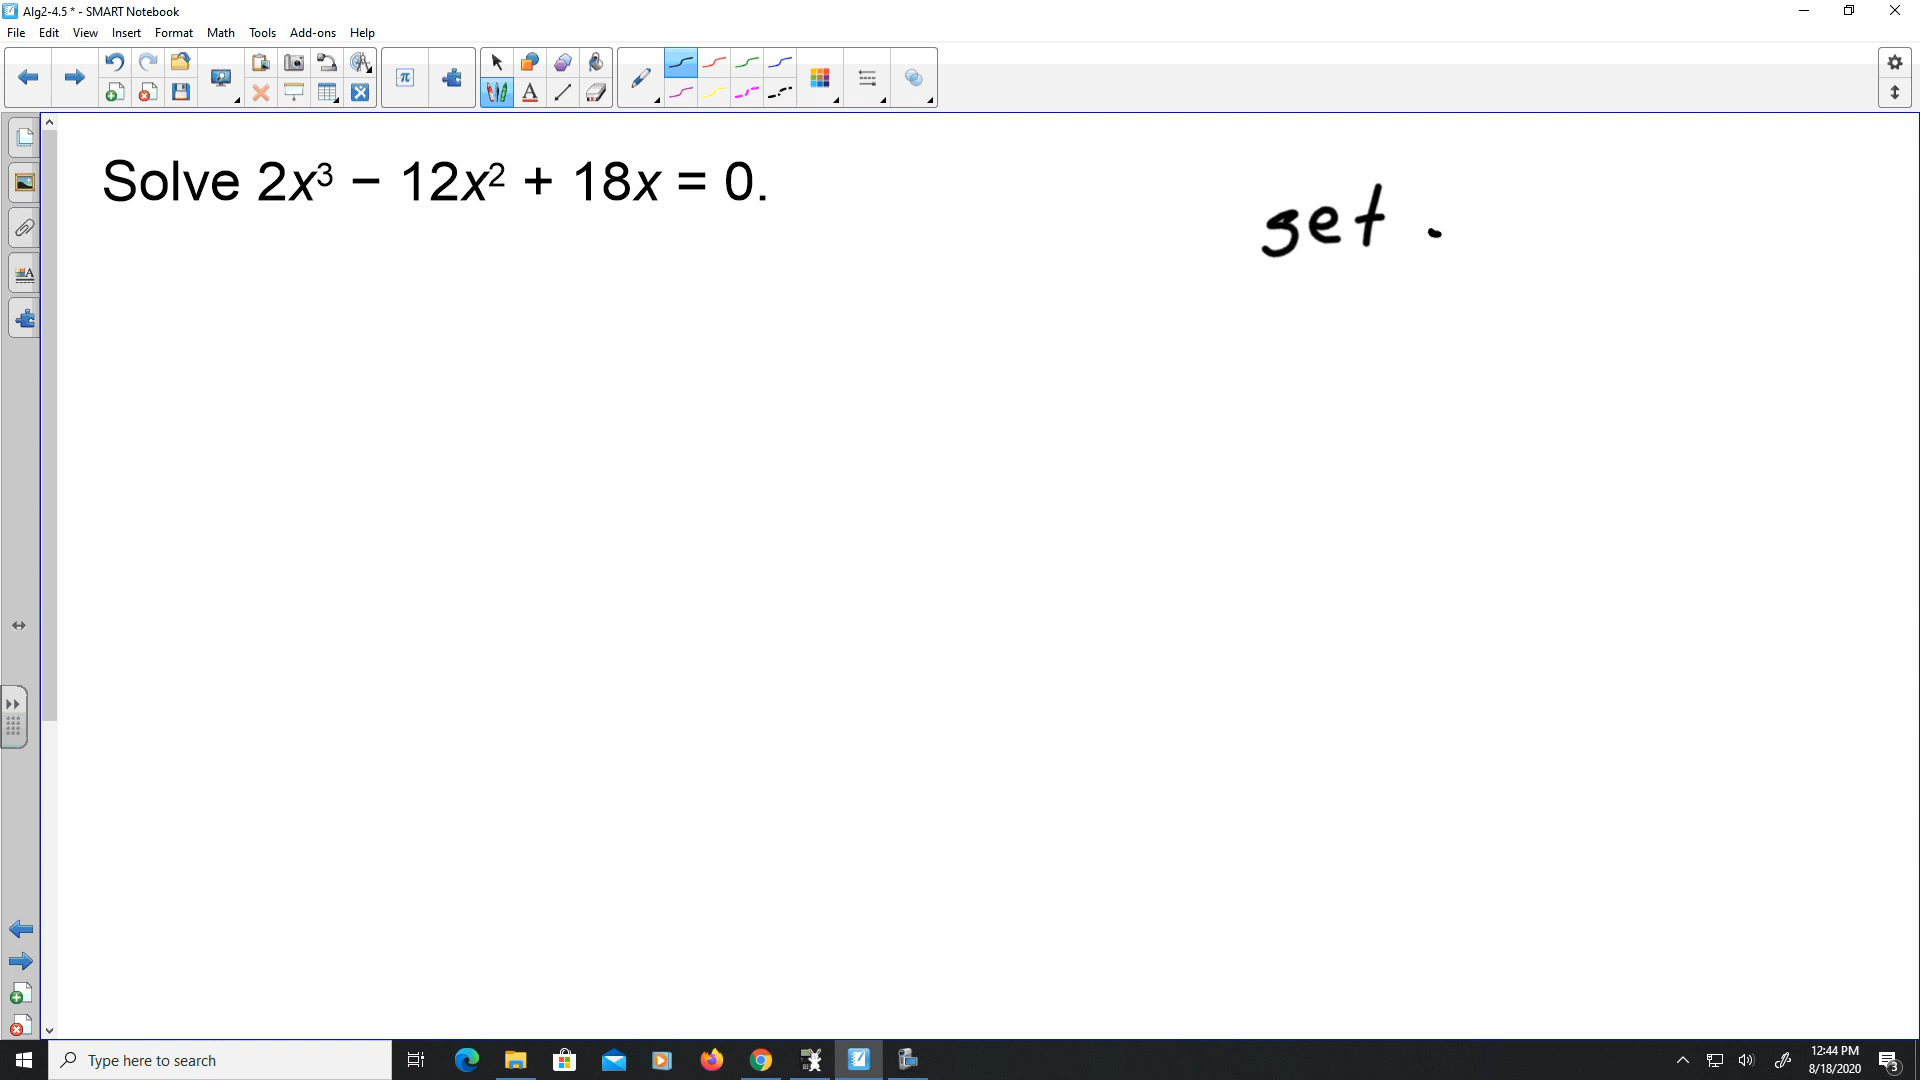 Alg2-4.5 * - SMART Notebook
File Edit View Insert Format Math Tools Add-ons Help
Solve 2x³ − 12x² + 18x = 0.
set .
Type here to search
12:44 PM
8/18/2020
3